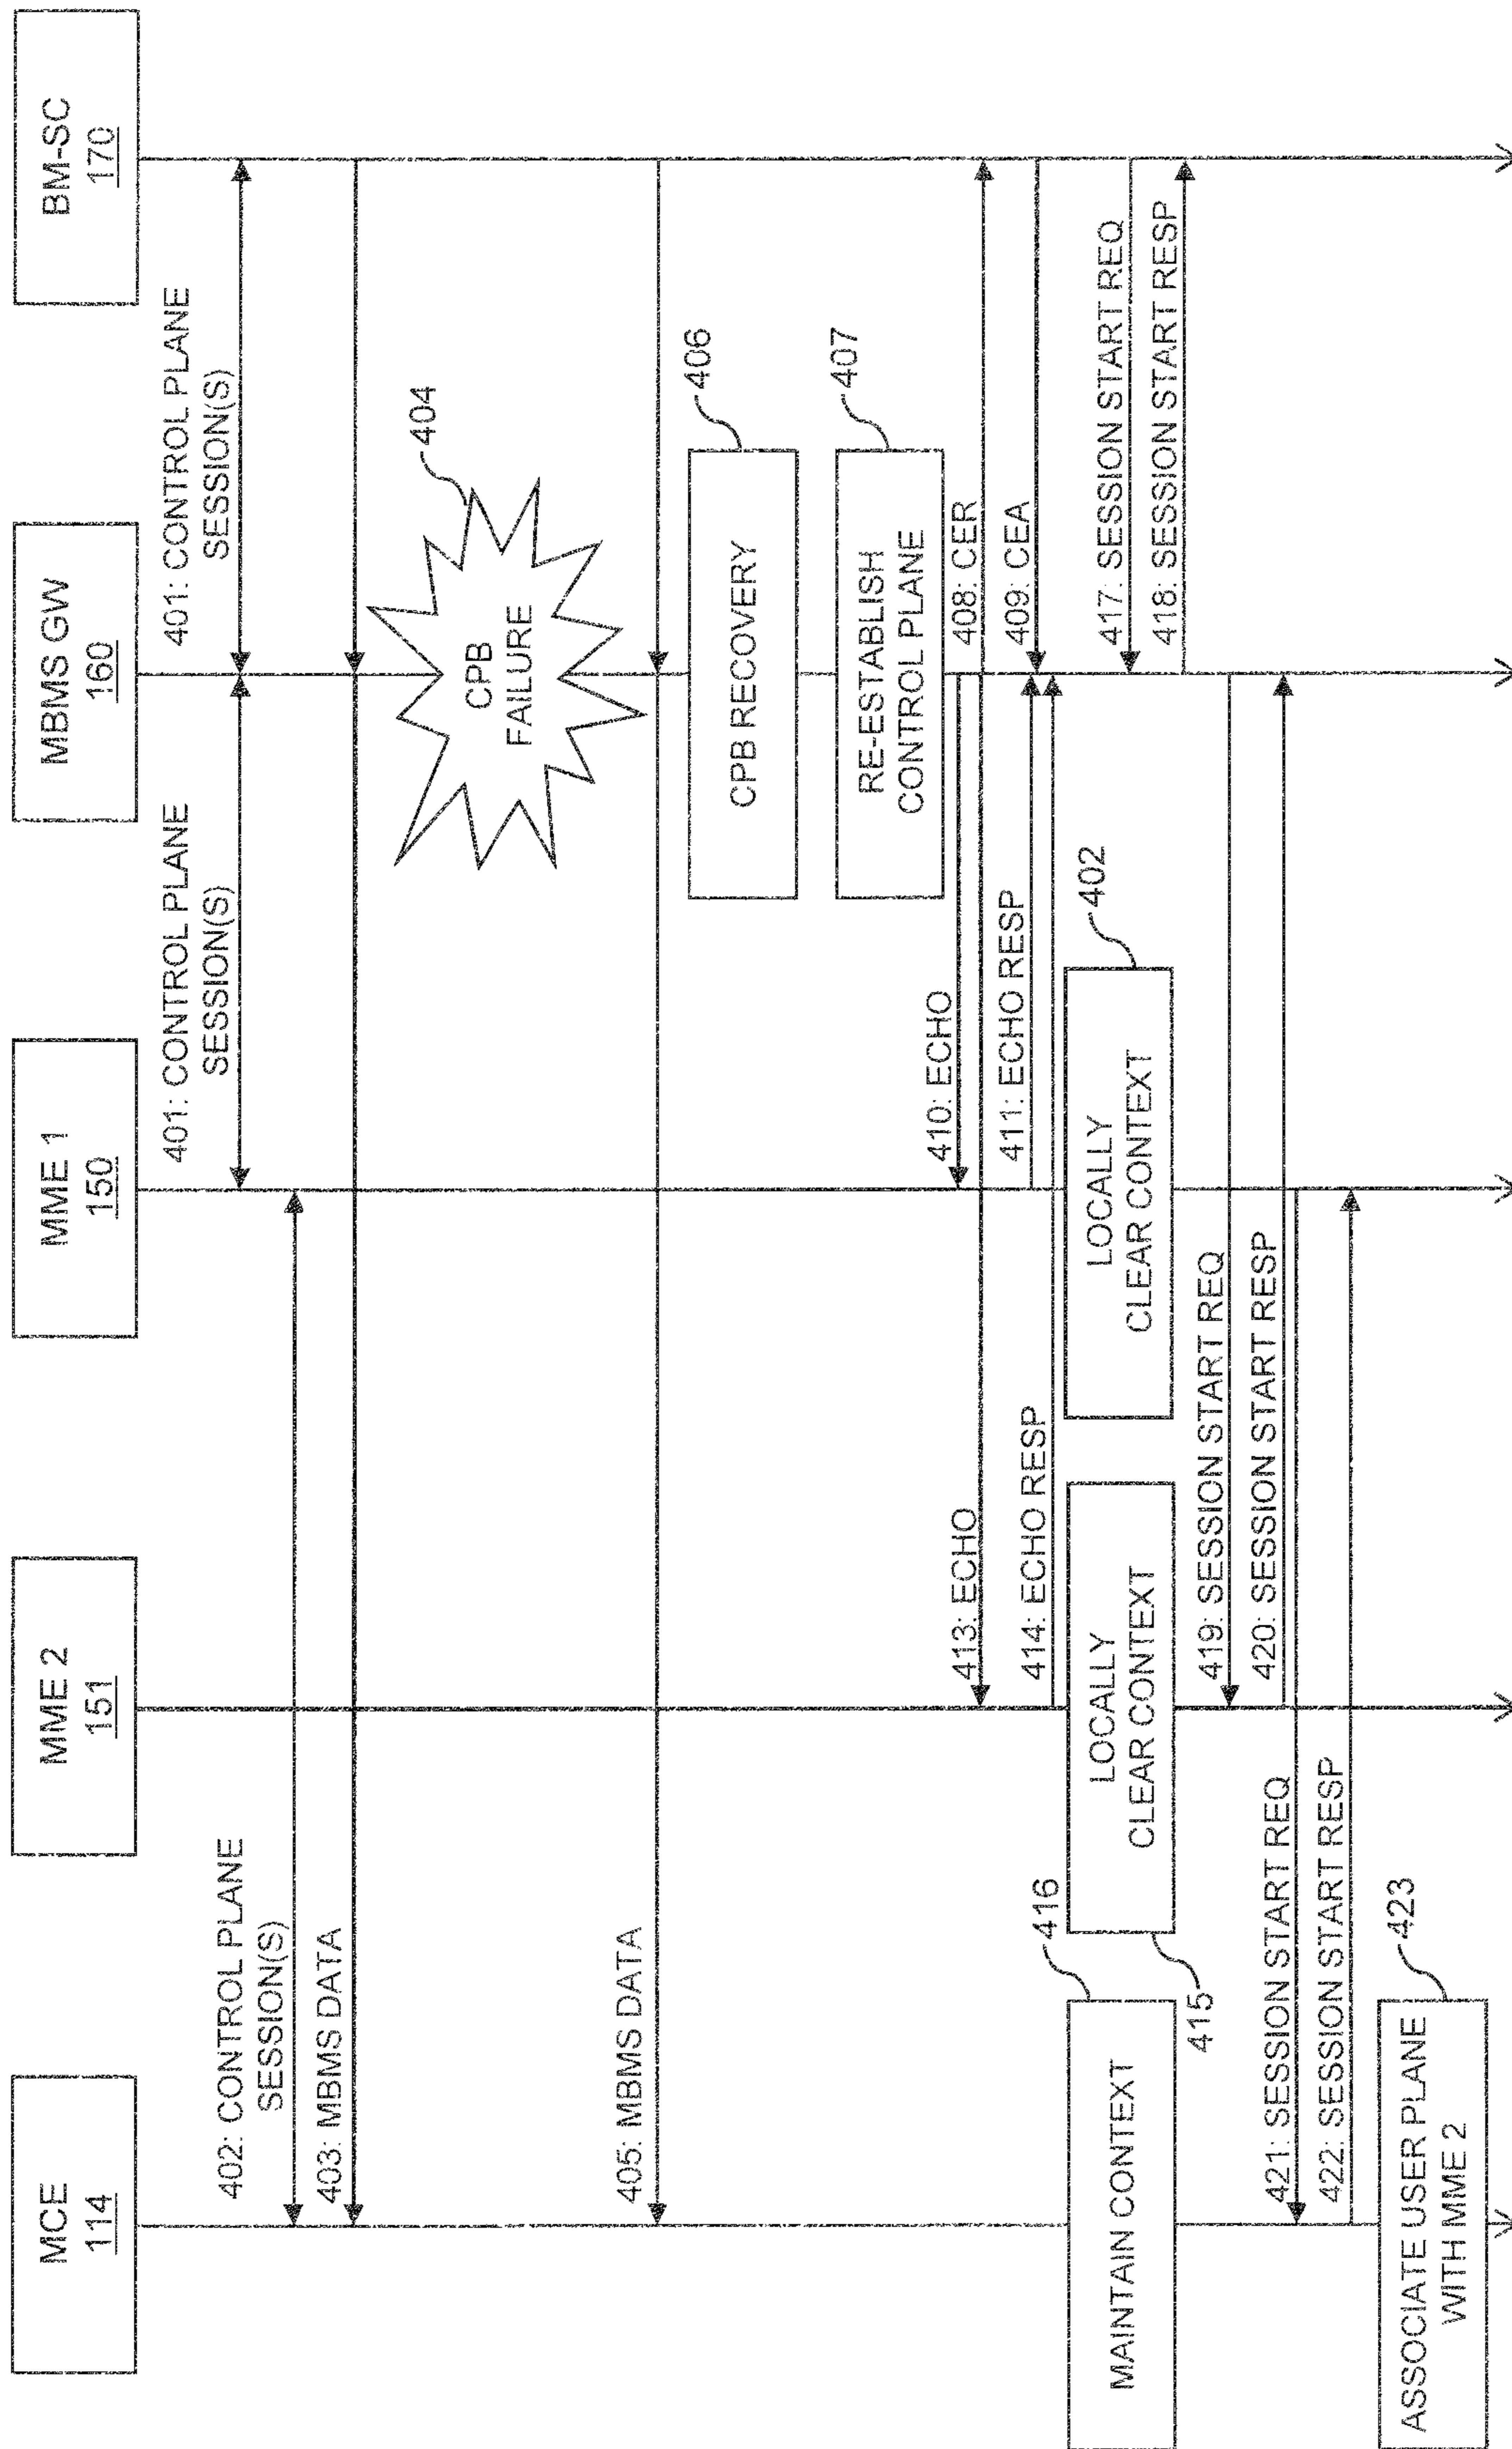 MCE
114
MME 2
151
MME 1
150
MBMS GW
160
BM-SC
170
401: CONTROL PLANE
SESSION(S)
401: CONTROL PLANE
SESSION(S)
402: CONTROL PLANE
SESSION(S)
403: MBMS DATA
404
CPB
FAILURE
405: MBMS DATA
406
CPB RECOVERY
407
RE-ESTABLISH
CONTROL PLANE
408: CER
409: CEA
410: ECHO
411: ECHO RESP
413: ECHO
414: ECHO RESP
402
LOCALLY
CLEAR CONTEXT
LOCALLY
CLEAR CONTEXT
415
416
MAINTAIN CONTEXT
417: SESSION START REQ
418: SESSION START RESP
419: SESSION START REQ
420: SESSION START RESP
421: SESSION START REQ
422: SESSION START RESP
423
ASSOCIATE USER PLANE
WITH MME 2